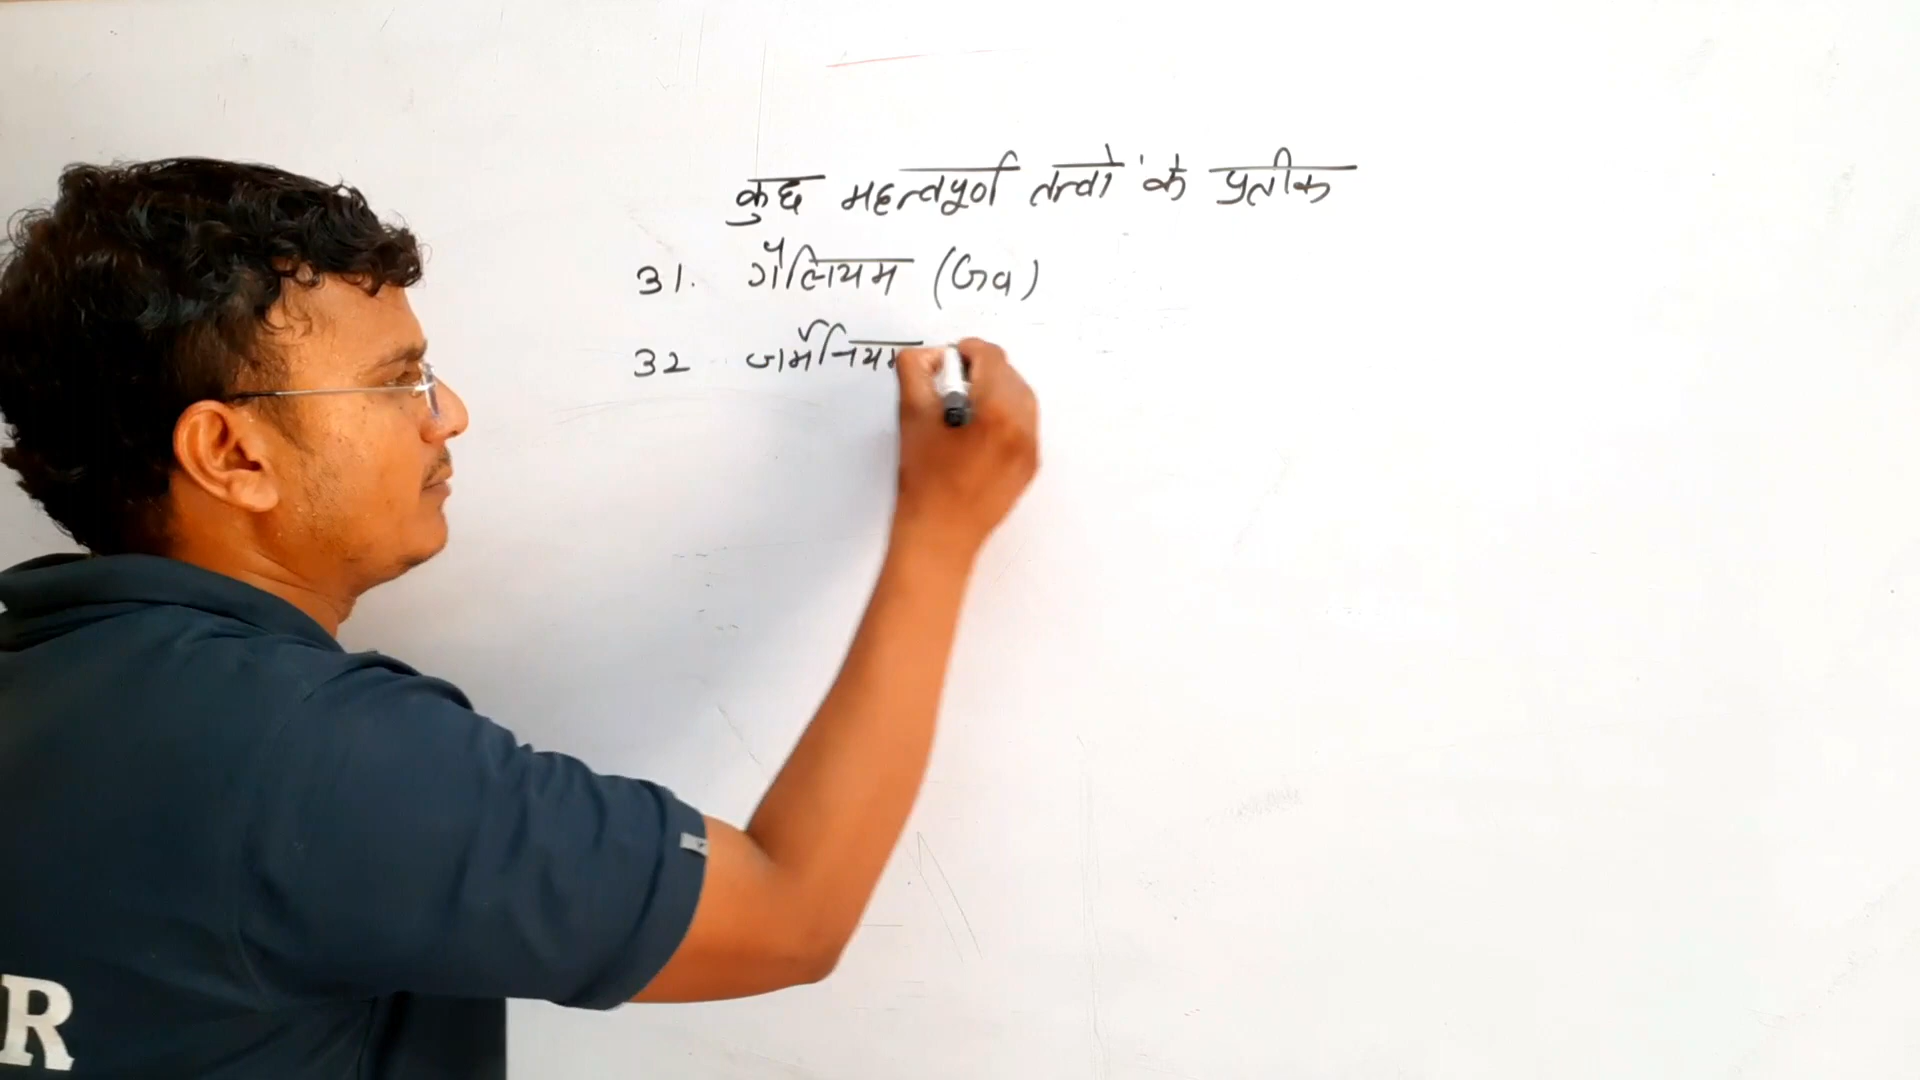 कुछ महत्वपूर्ण तत्वों के प्रतीक
31. गैलियम (Ga)
32 जर्मेनियम
R